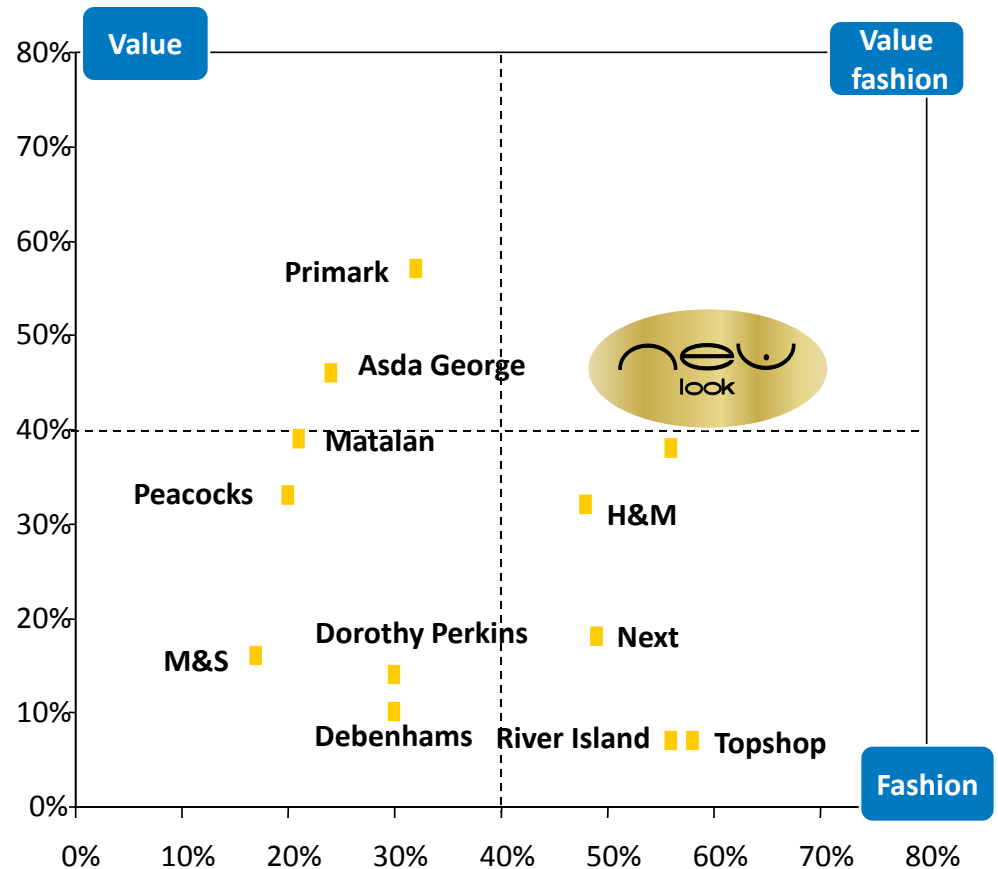 Value
Value
fashion
80%
70%
60%
Primark
50%
new
look
Asda George
40%
Matalan
Peacocks
30%
H&M
20%
Dorothy Perkins
Next
M&S
10%
Debenhams
River Island
Topshop
Fashion
0%
0% 10% 20% 30% 40% 50% 60% 70% 80%